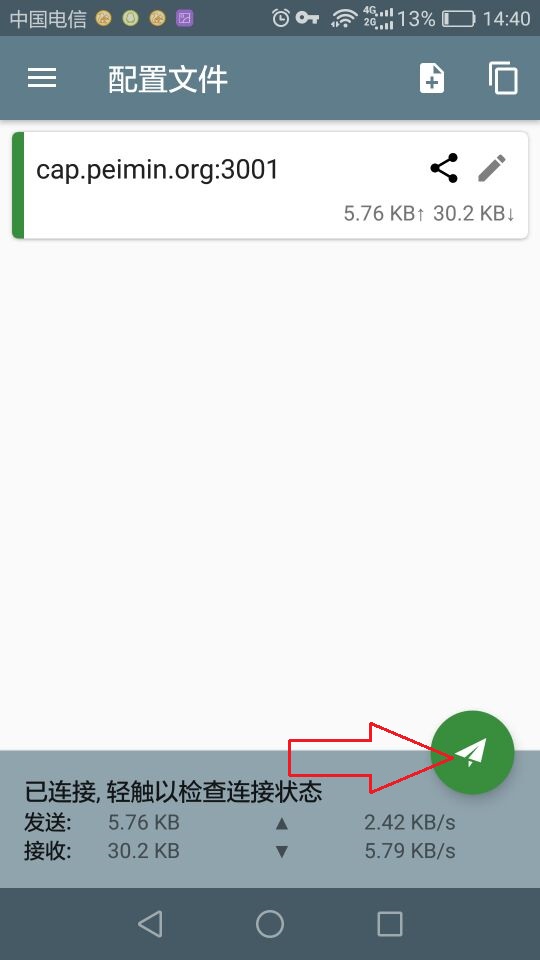 中国电信 4G 2G 13% 14:40
配置文件
cap.peimin.org:3001
5.76 KB↑ 30.2 KB↓
已连接, 轻触以检查连接状态
发送: 5.76 KB ▲ 2.42 KB/s
接收: 30.2 KB ▼ 5.79 KB/s